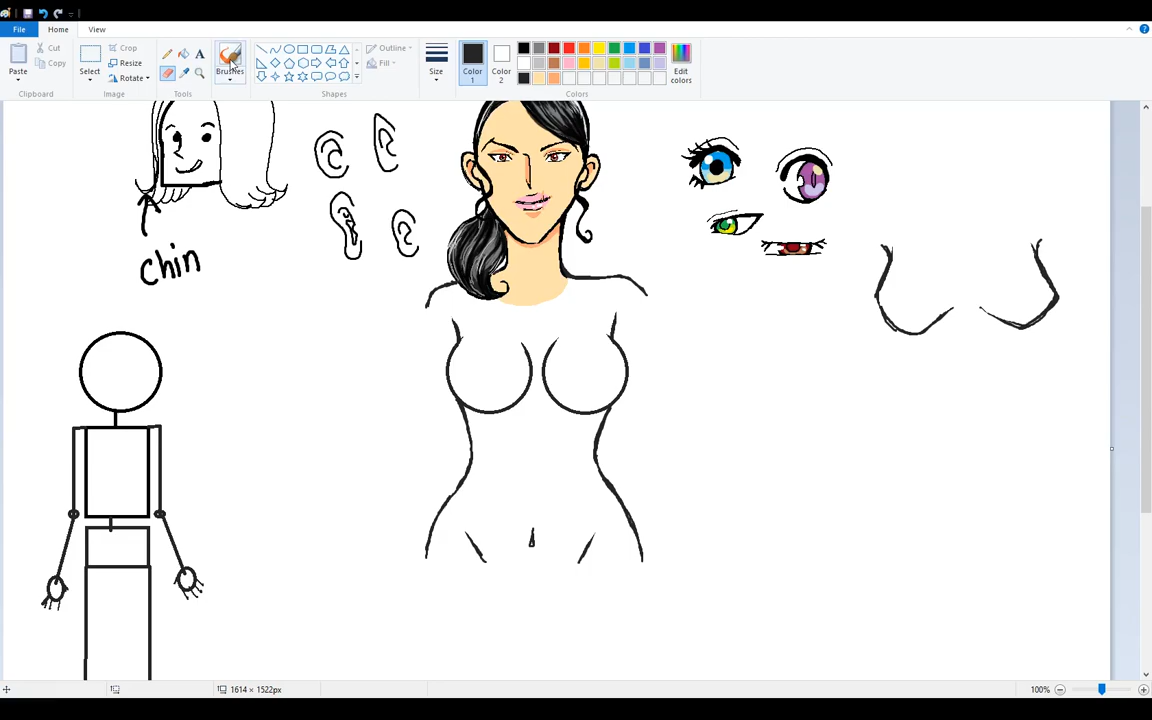 File
Home
View
Paste
Cut
Copy
Clipboard
Select
Crop
Resize
Rotate
Image
A
Tools
Brushes
Outline
Fill
Shapes
Size
Color
1
Color
2
Edit
colors
Colors
chin
1614 × 1522px
100%